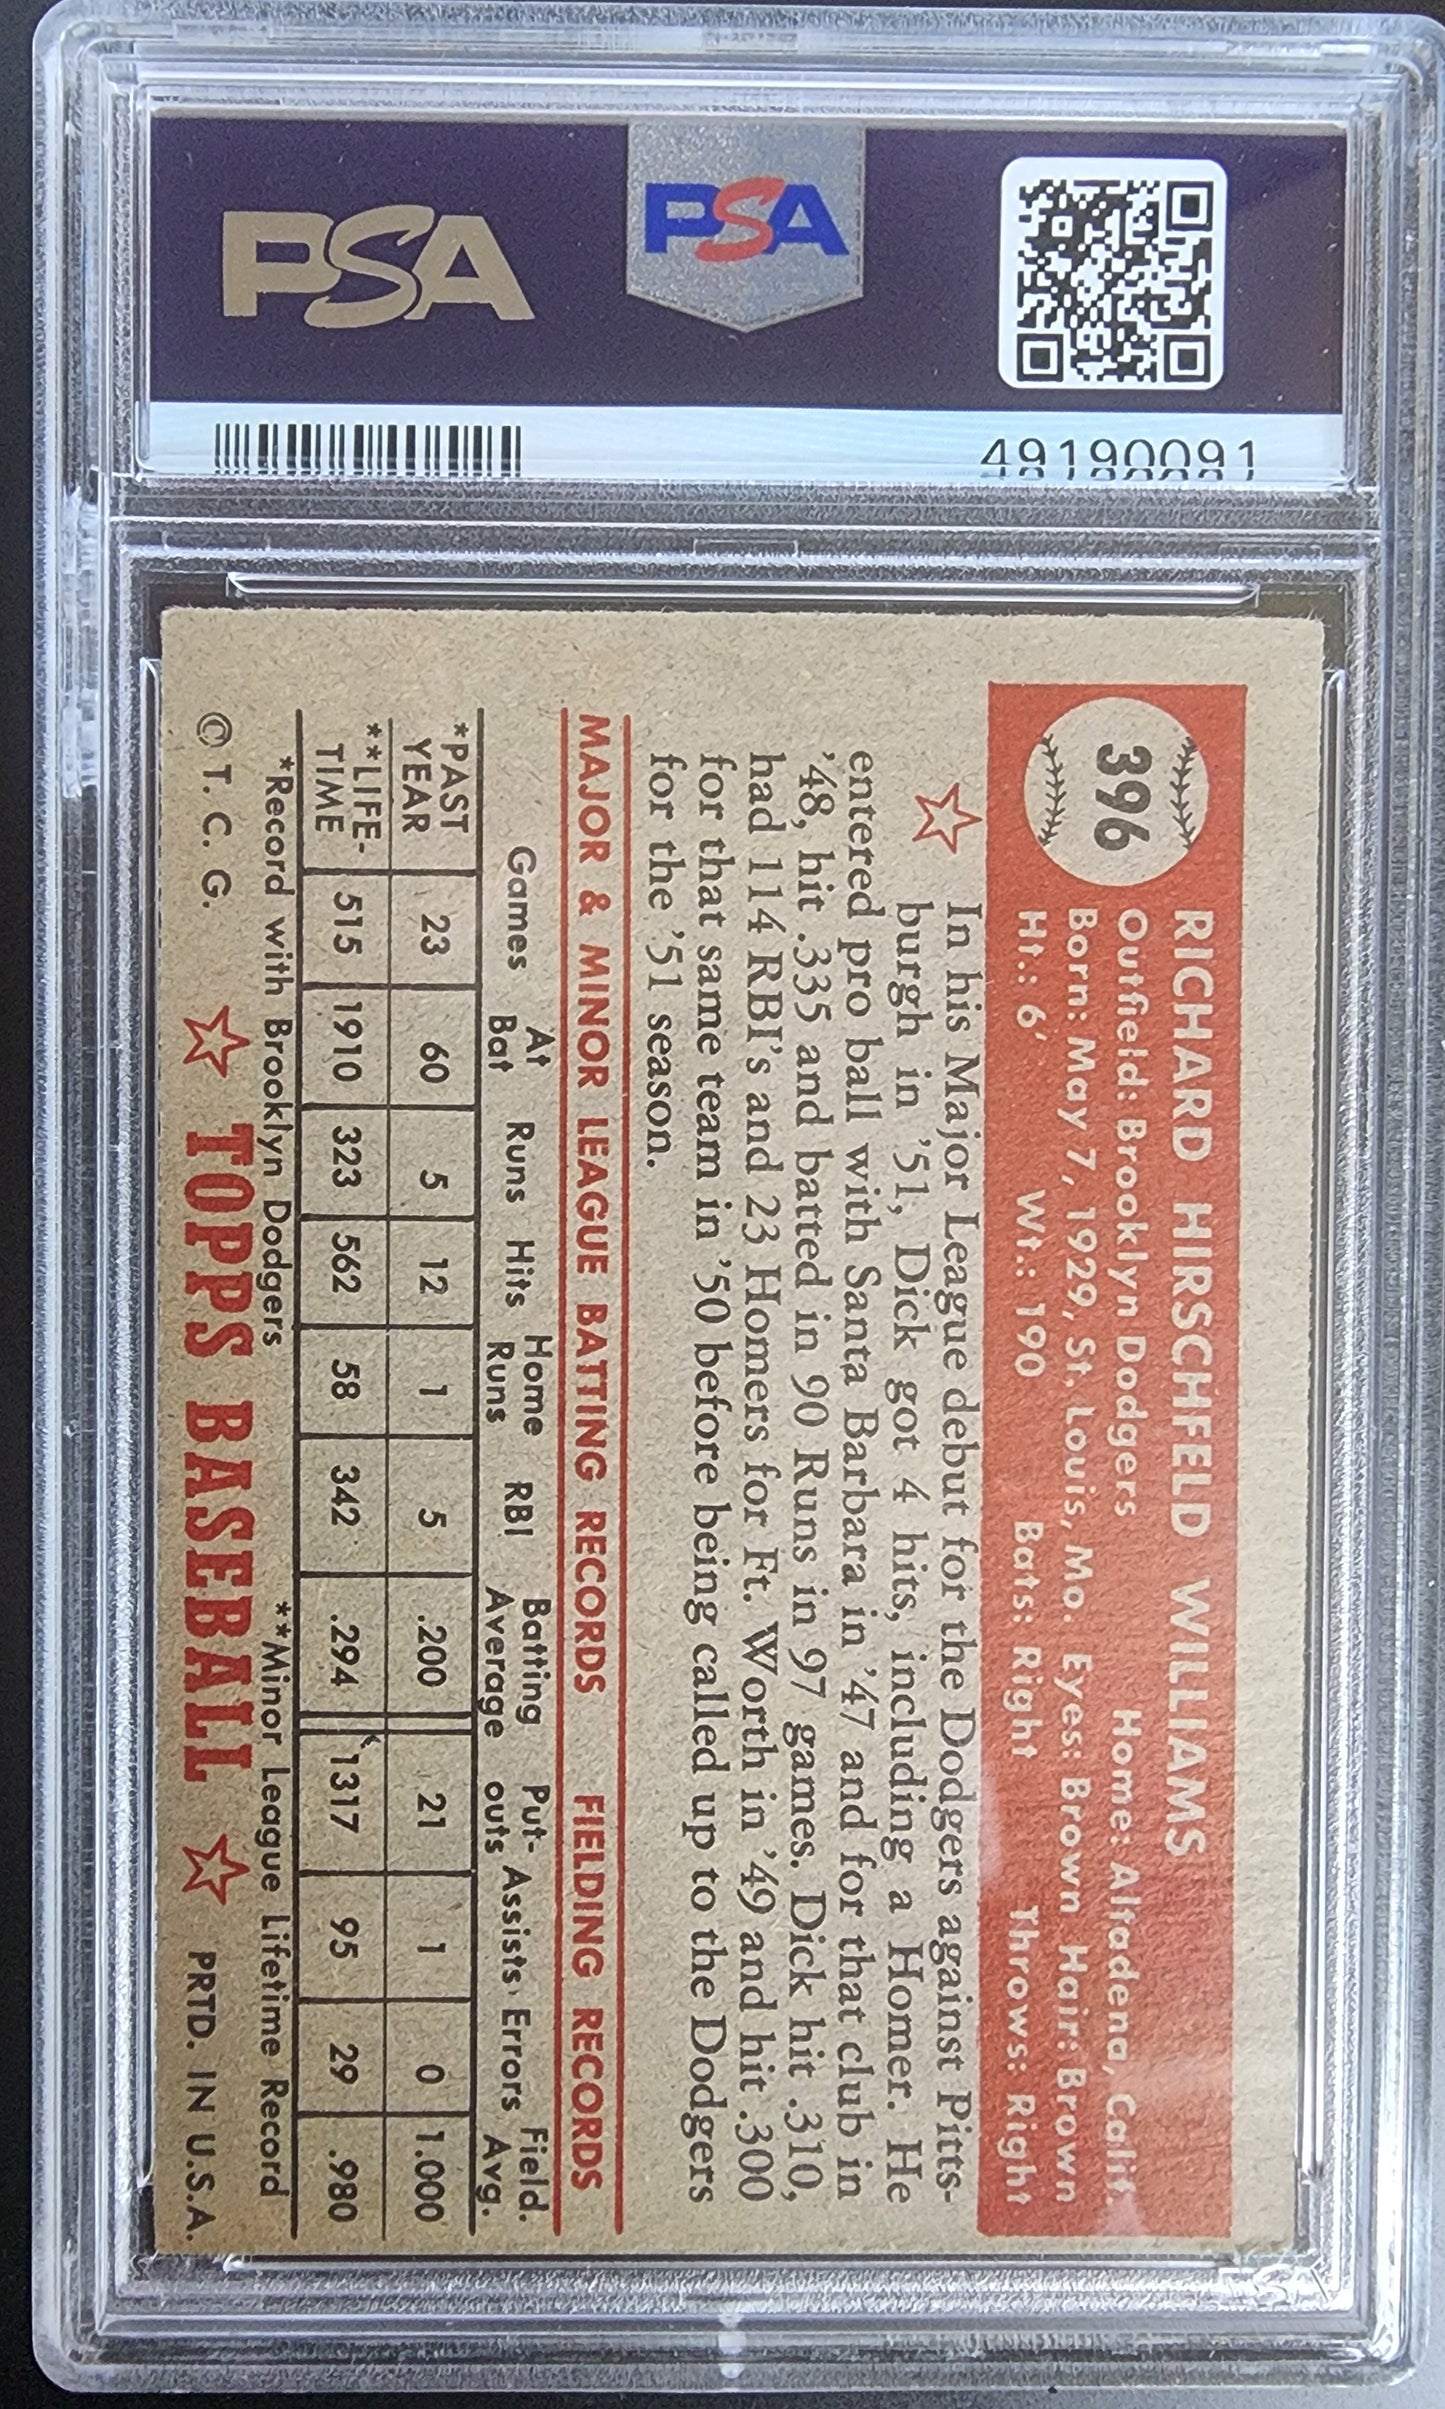 PSA
PSA
49190091
396
RICHARD HIRSCHFELD WILLIAMS
Outfield: Brooklyn Dodgers Home: Altadena, Calif.
Born: May 7, 1929, St. Louis, Mo. Eyes: Brown Hair: Brown
Ht.: 6' Wt.: 190 Bats: Right Throws: Right
In his Major League debut for the Dodgers against Pitts-
burgh in '51, Dick got 4 hits, including a Homer. He
entered pro ball with Santa Barbara in '47 and for that club in
'48, hit .335 and batted in 90 Runs in 97 games. Dick hit .310,
had 114 RBI's and 23 Homers for Ft. Worth in '49 and hit .300
for that same team in '50 before being called up to the Dodgers
for the '51 season.
MAJOR & MINOR LEAGUE BATTING RECORDS FIELDING RECORDS
Games At Bat Runs Hits Home Runs RBI Batting Average Put-outs Assists Errors Field. Avg.
*PAST YEAR 23 60 5 12 1 5 .200 21 1 0 1.000
**LIFE-TIME 515 1910 323 562 58 342 .294 1317 95 29 .980
*Record with Brooklyn Dodgers **Minor League Lifetime Record
© T. C. G. TOPPS BASEBALL PRTD. IN U.S.A.